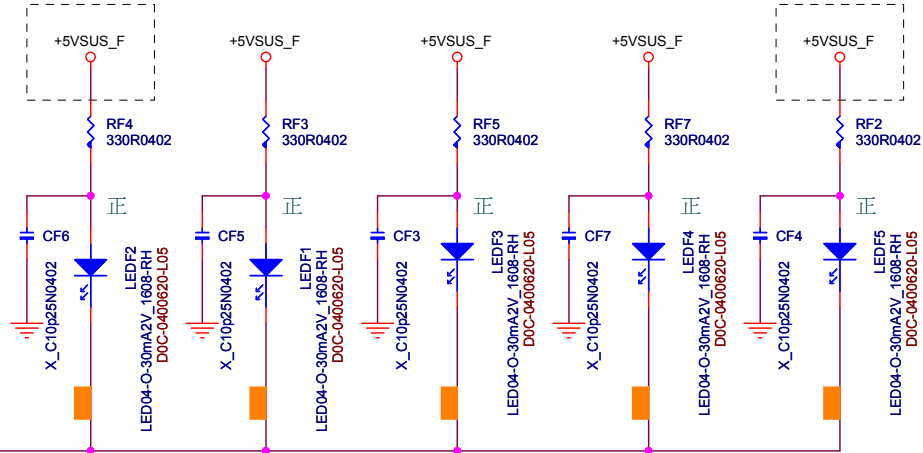 +5VSUS_F
+5VSUS_F
+5VSUS_F
+5VSUS_F
+5VSUS_F
RF4
330R0402
RF3
330R0402
RF5
330R0402
RF7
330R0402
RF2
330R0402
正
正
正
正
正
CF6
X_C10p25N0402
LEDF2
LED04-O-30mA2V_1608-RH
D0C-0400620-L05
CF5
X_C10p25N0402
LEDF1
LED04-O-30mA2V_1608-RH
D0C-0400620-L05
CF3
X_C10p25N0402
LEDF3
LED04-O-30mA2V_1608-RH
D0C-0400620-L05
CF7
X_C10p25N0402
LEDF4
LED04-O-30mA2V_1608-RH
D0C-0400620-L05
CF4
X_C10p25N0402
LEDF5
LED04-O-30mA2V_1608-RH
D0C-0400620-L05